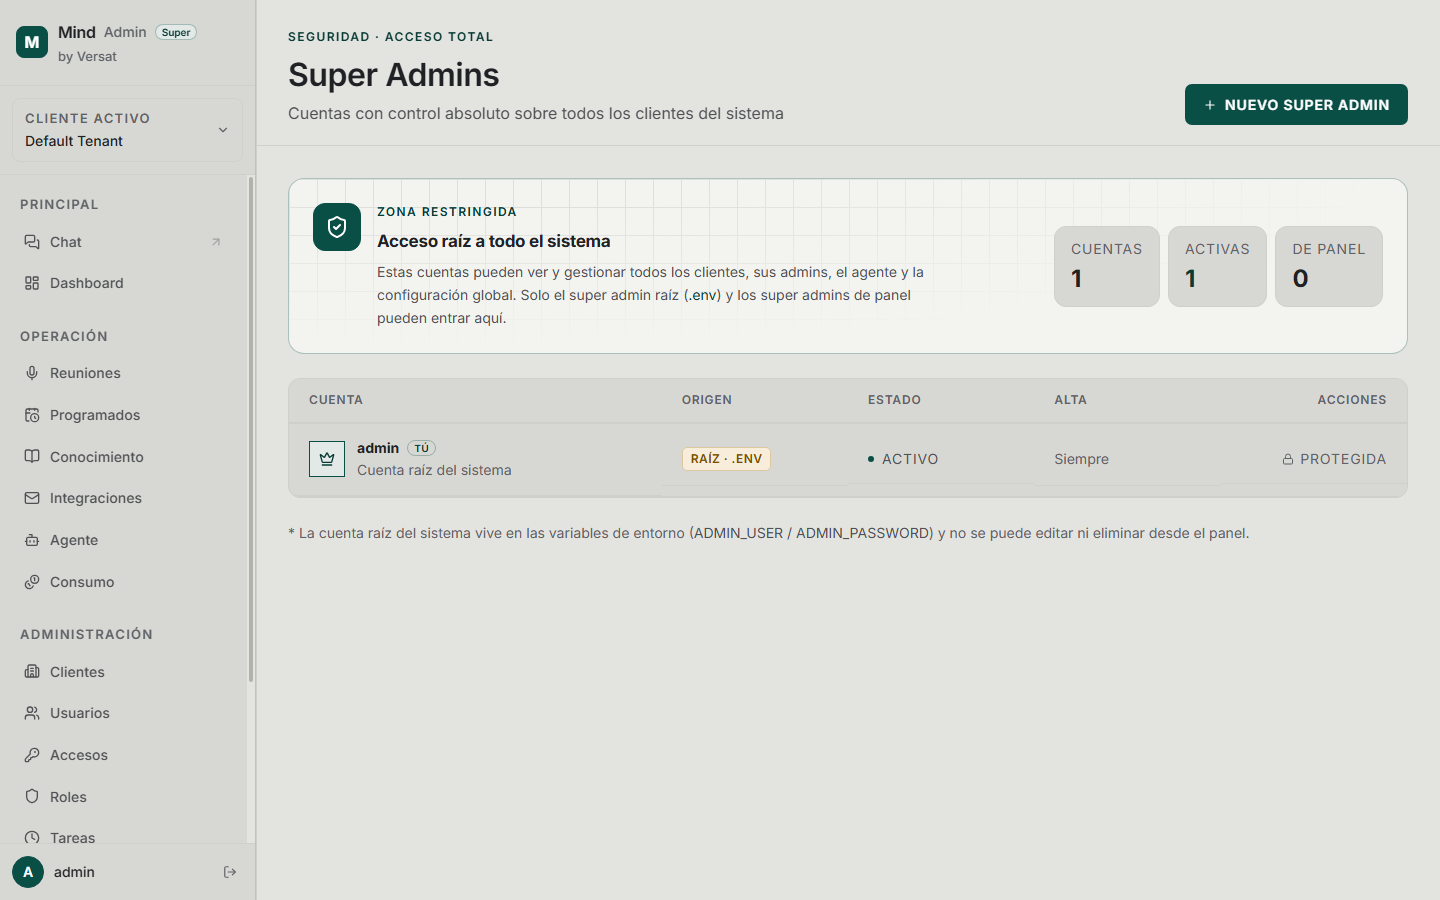 M
Mind Admin Super
by Versat
CLIENTE ACTIVO
Default Tenant
PRINCIPAL
Chat
Dashboard
OPERACIÓN
Reuniones
Programados
Conocimiento
Integraciones
Agente
Consumo
ADMINISTRACIÓN
Clientes
Usuarios
Accesos
Roles
Tareas
A admin
SEGURIDAD · ACCESO TOTAL
Super Admins
Cuentas con control absoluto sobre todos los clientes del sistema
+ NUEVO SUPER ADMIN
ZONA RESTRINGIDA
Acceso raíz a todo el sistema
Estas cuentas pueden ver y gestionar todos los clientes, sus admins, el agente y la
configuración global. Solo el super admin raíz (.env) y los super admins de panel
pueden entrar aquí.
CUENTAS ACTIVAS DE PANEL
1 1 0
CUENTA ORIGEN ESTADO ALTA ACCIONES
admin TÚ
Cuenta raíz del sistema
RAÍZ · .ENV ACTIVO Siempre PROTEGIDA
* La cuenta raíz del sistema vive en las variables de entorno (ADMIN_USER / ADMIN_PASSWORD) y no se puede editar ni eliminar desde el panel.